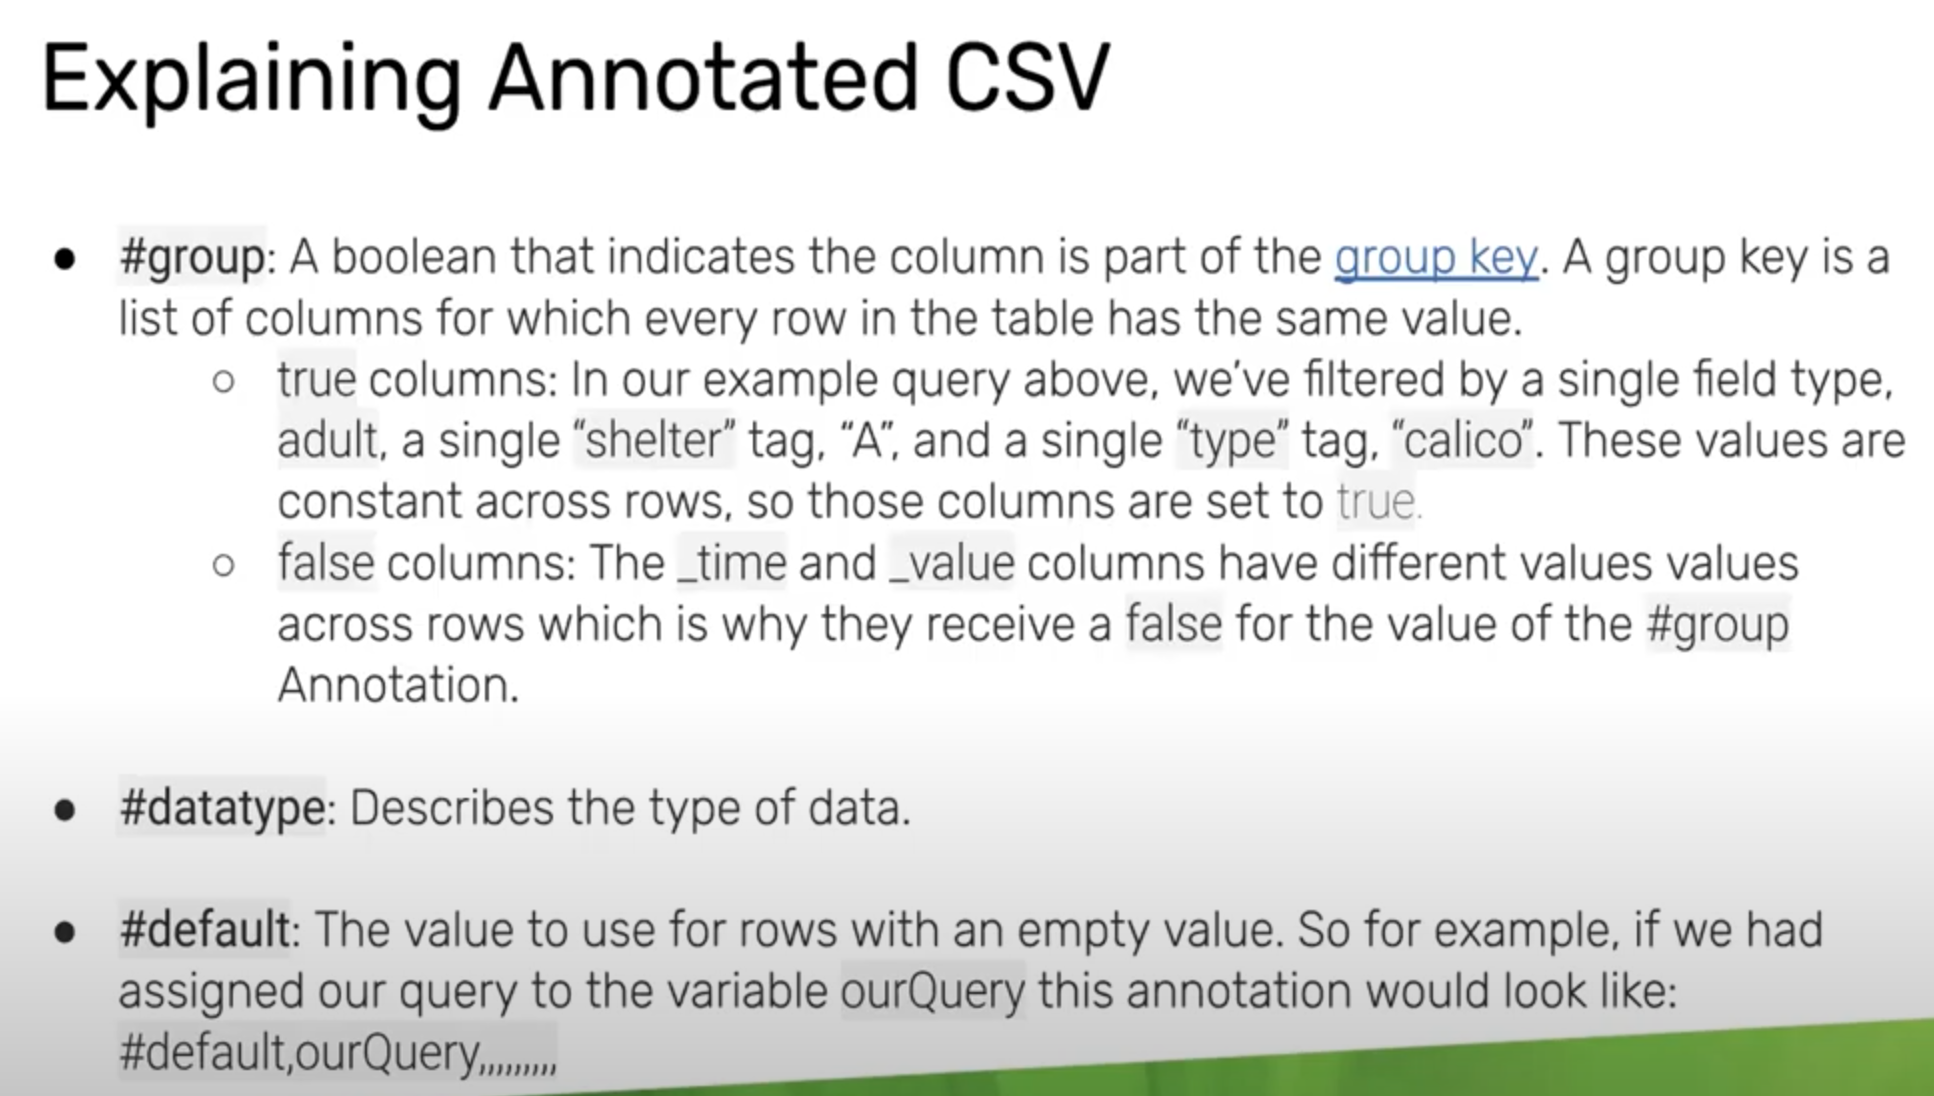 Explaining Annotated CSV
● #group: A boolean that indicates the column is part of the group key. A group key is a
list of columns for which every row in the table has the same value.
○ true columns: In our example query above, we’ve filtered by a single field type,
adult, a single “shelter” tag, “A”, and a single “type” tag, “calico”. These values are
constant across rows, so those columns are set to true.
○ false columns: The _time and _value columns have different values values
across rows which is why they receive a false for the value of the #group
Annotation.
● #datatype: Describes the type of data.
● #default: The value to use for rows with an empty value. So for example, if we had
assigned our query to the variable ourQuery this annotation would look like:
#default,ourQuery,,,,,,,,,